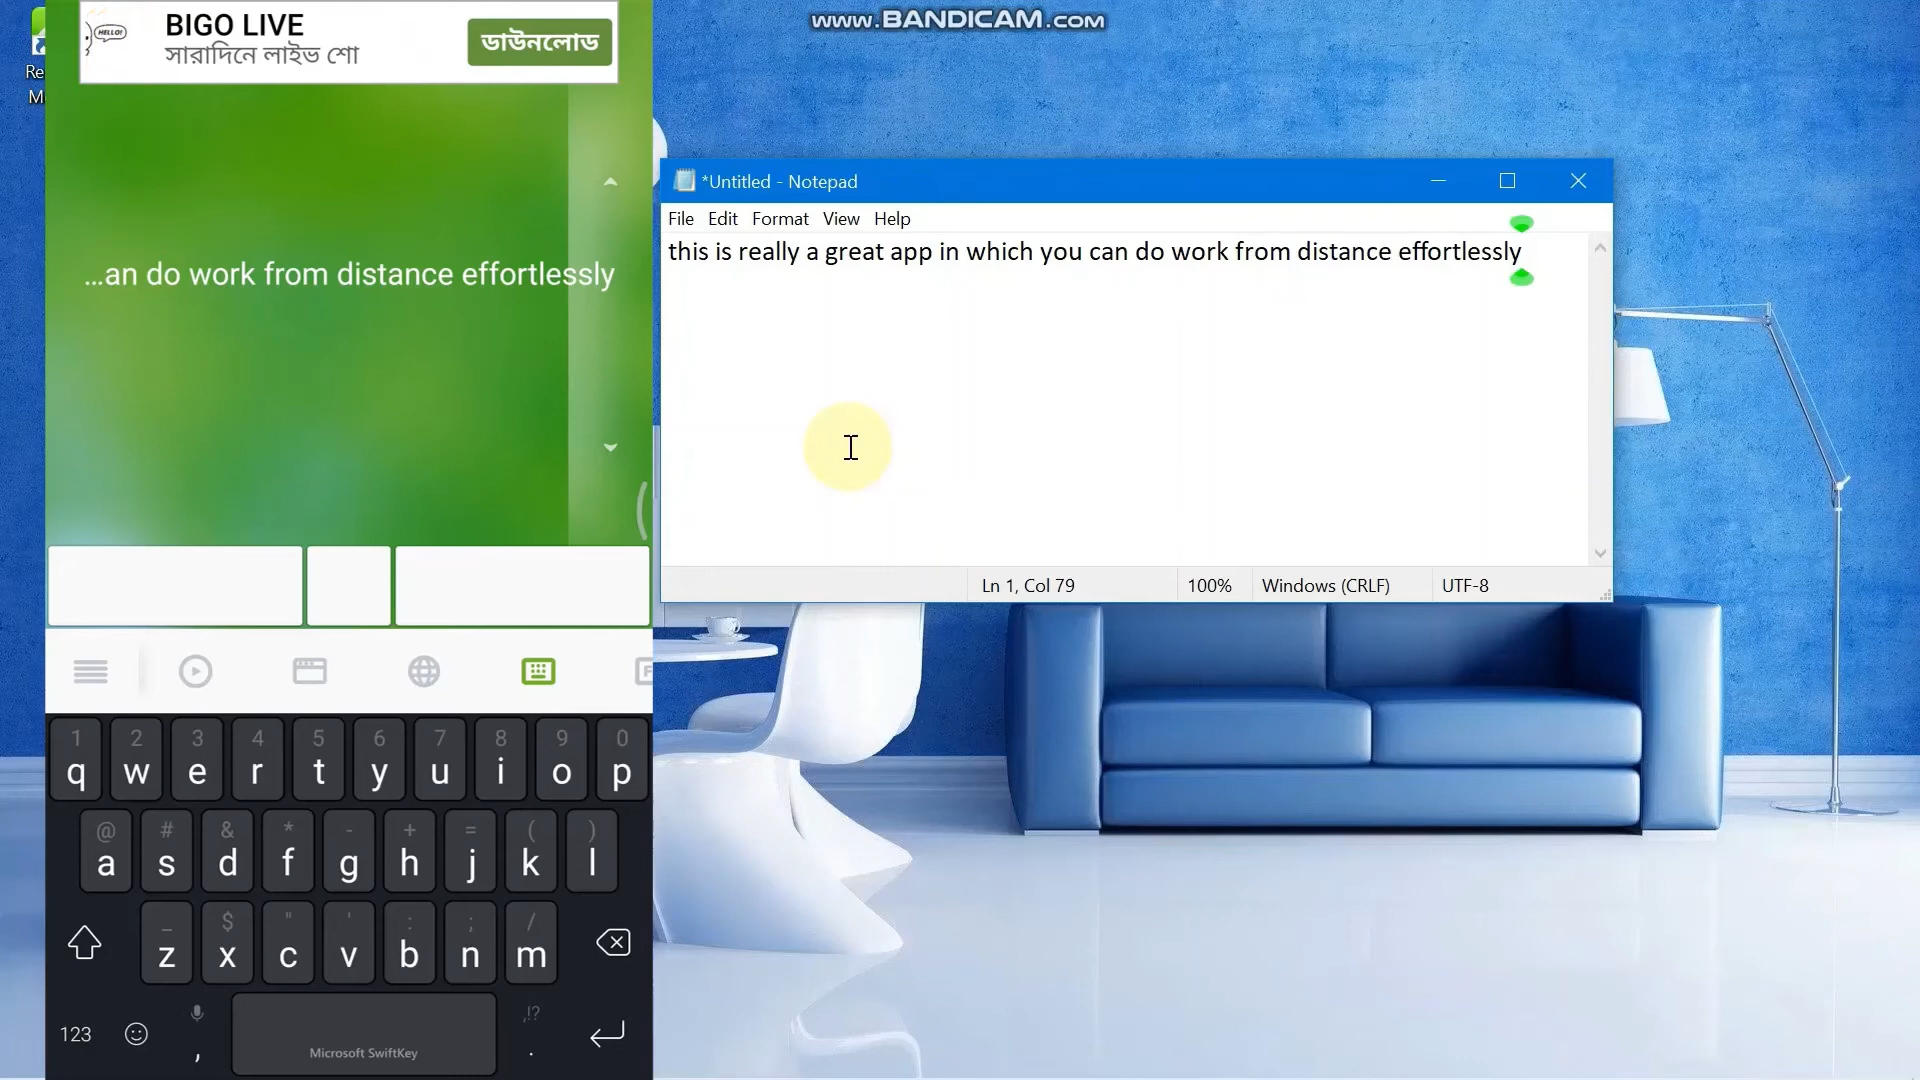 www.BANDICAM.com
Re
M
HELLO!
BIGO LIVE
সারাদিনে লাইভ শো
ডাউনলোড
...an do work from distance effortlessly
*Untitled - Notepad
File Edit Format View Help
this is really a great app in which you can do work from distance effortlessly
Ln 1, Col 79 100% Windows (CRLF) UTF-8
1 2 3 4 5 6 7 8 9 0
q w e r t y u i o p
@ # & * - + = ( )
a s d f g h j k l
_ $ " ' : ; /
z x c v b n m
,!?
123 , .
Microsoft SwiftKey